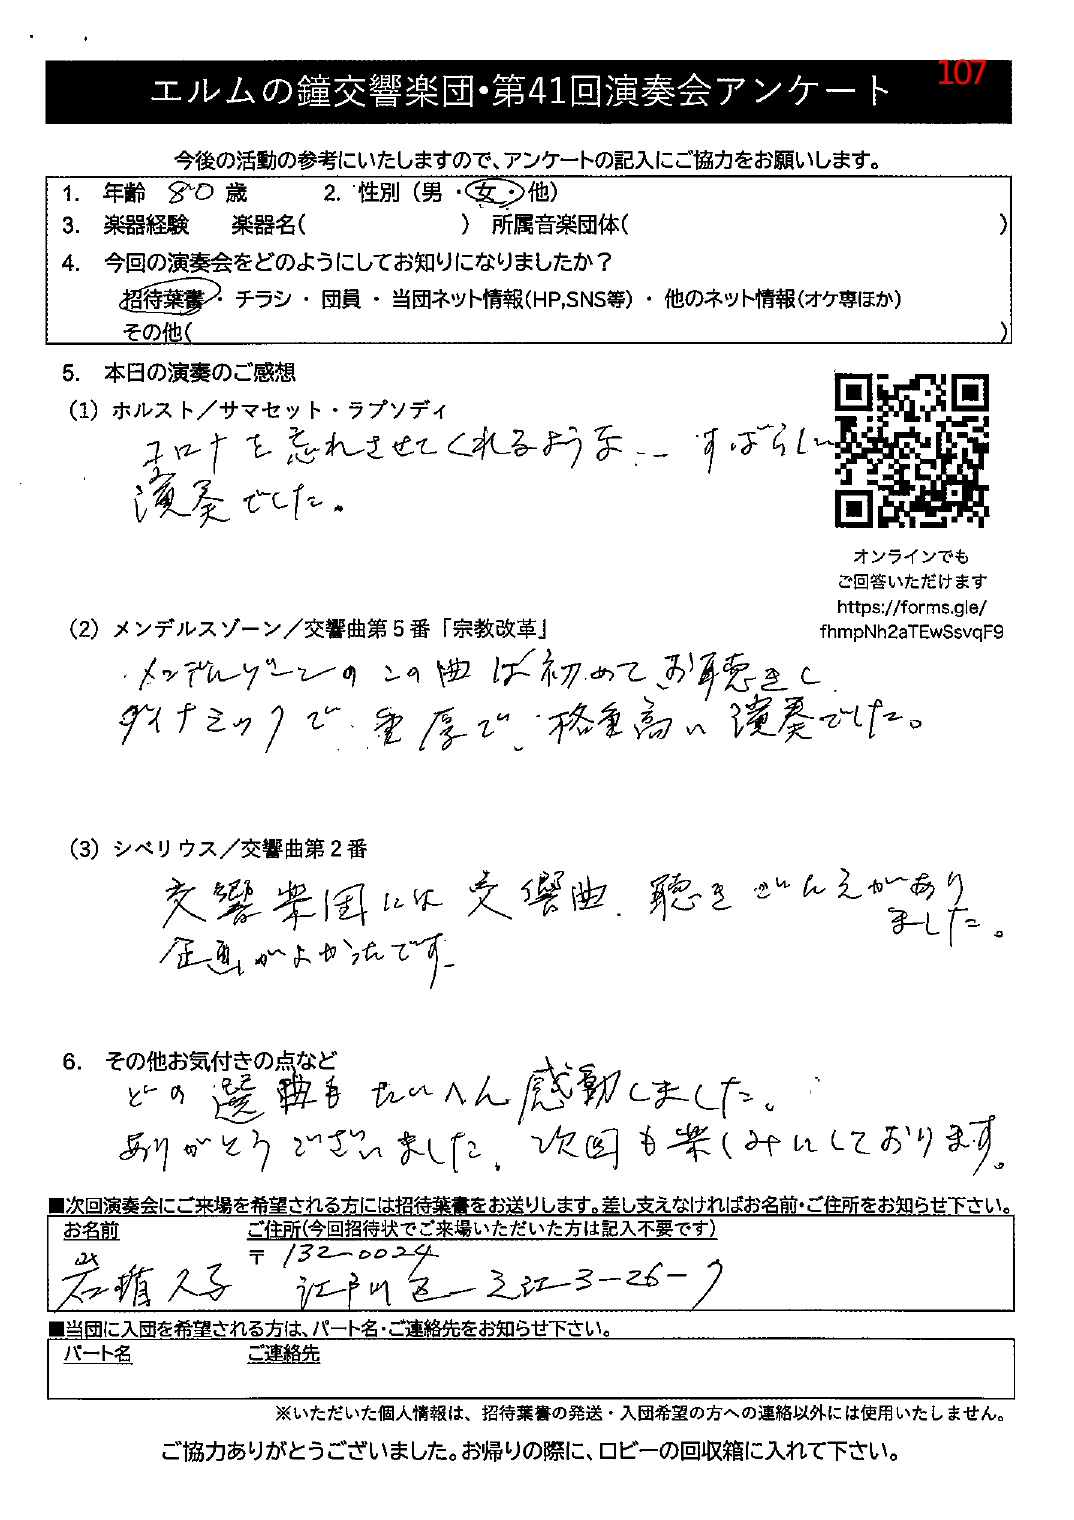 107
エルムの鐘交響楽団・第41回演奏会アンケート
今後の活動の参考にいたしますので、アンケートの記入にご協力をお願いします。
1. 年齢 80 歳 2. 性別（男・女・他）
3. 楽器経験 楽器名( ) 所属音楽団体( )
4. 今回の演奏会をどのようにしてお知りになりましたか？
招待葉書・チラシ・団員・当団ネット情報(HP,SNS等)・他のネット情報(オケ専ほか)
その他( )
5. 本日の演奏のご感想
(1) ホルスト／サマセット・ラプソディ
コロナを忘れさせてくれるような… すばらしい
演奏でした。
オンラインでも
ご回答いただけます
https://forms.gle/
fhmpNh2aTEwSsvqF9
(2) メンデルスゾーン／交響曲第５番「宗教改革」
メンデルゾーンのこの曲は初めてお聴きし
ダイナミックで、重厚で、格重高い演奏でした。
(3) シベリウス／交響曲第２番
交響楽団には交響曲、聴きごたえがあり
ました。
企画がよかったです。
6. その他お気付きの点など
どの選曲もたいへん感動しました。
ありがとうございました。次回も楽しみにしております。
■次回演奏会にご来場を希望される方には招待葉書をお送りします。差し支えなければお名前・ご住所をお知らせ下さい。
お名前 ご住所(今回招待状でご来場いただいた方は記入不要です)
〒 132-0024
久子 江戸川区一之江3-26-7
■当団に入団を希望される方は、パート名・ご連絡先をお知らせ下さい。
パート名 ご連絡先
※いただいた個人情報は、招待葉書の発送・入団希望の方への連絡以外には使用いたしません。
ご協力ありがとうございました。お帰りの際に、ロビーの回収箱に入れて下さい。